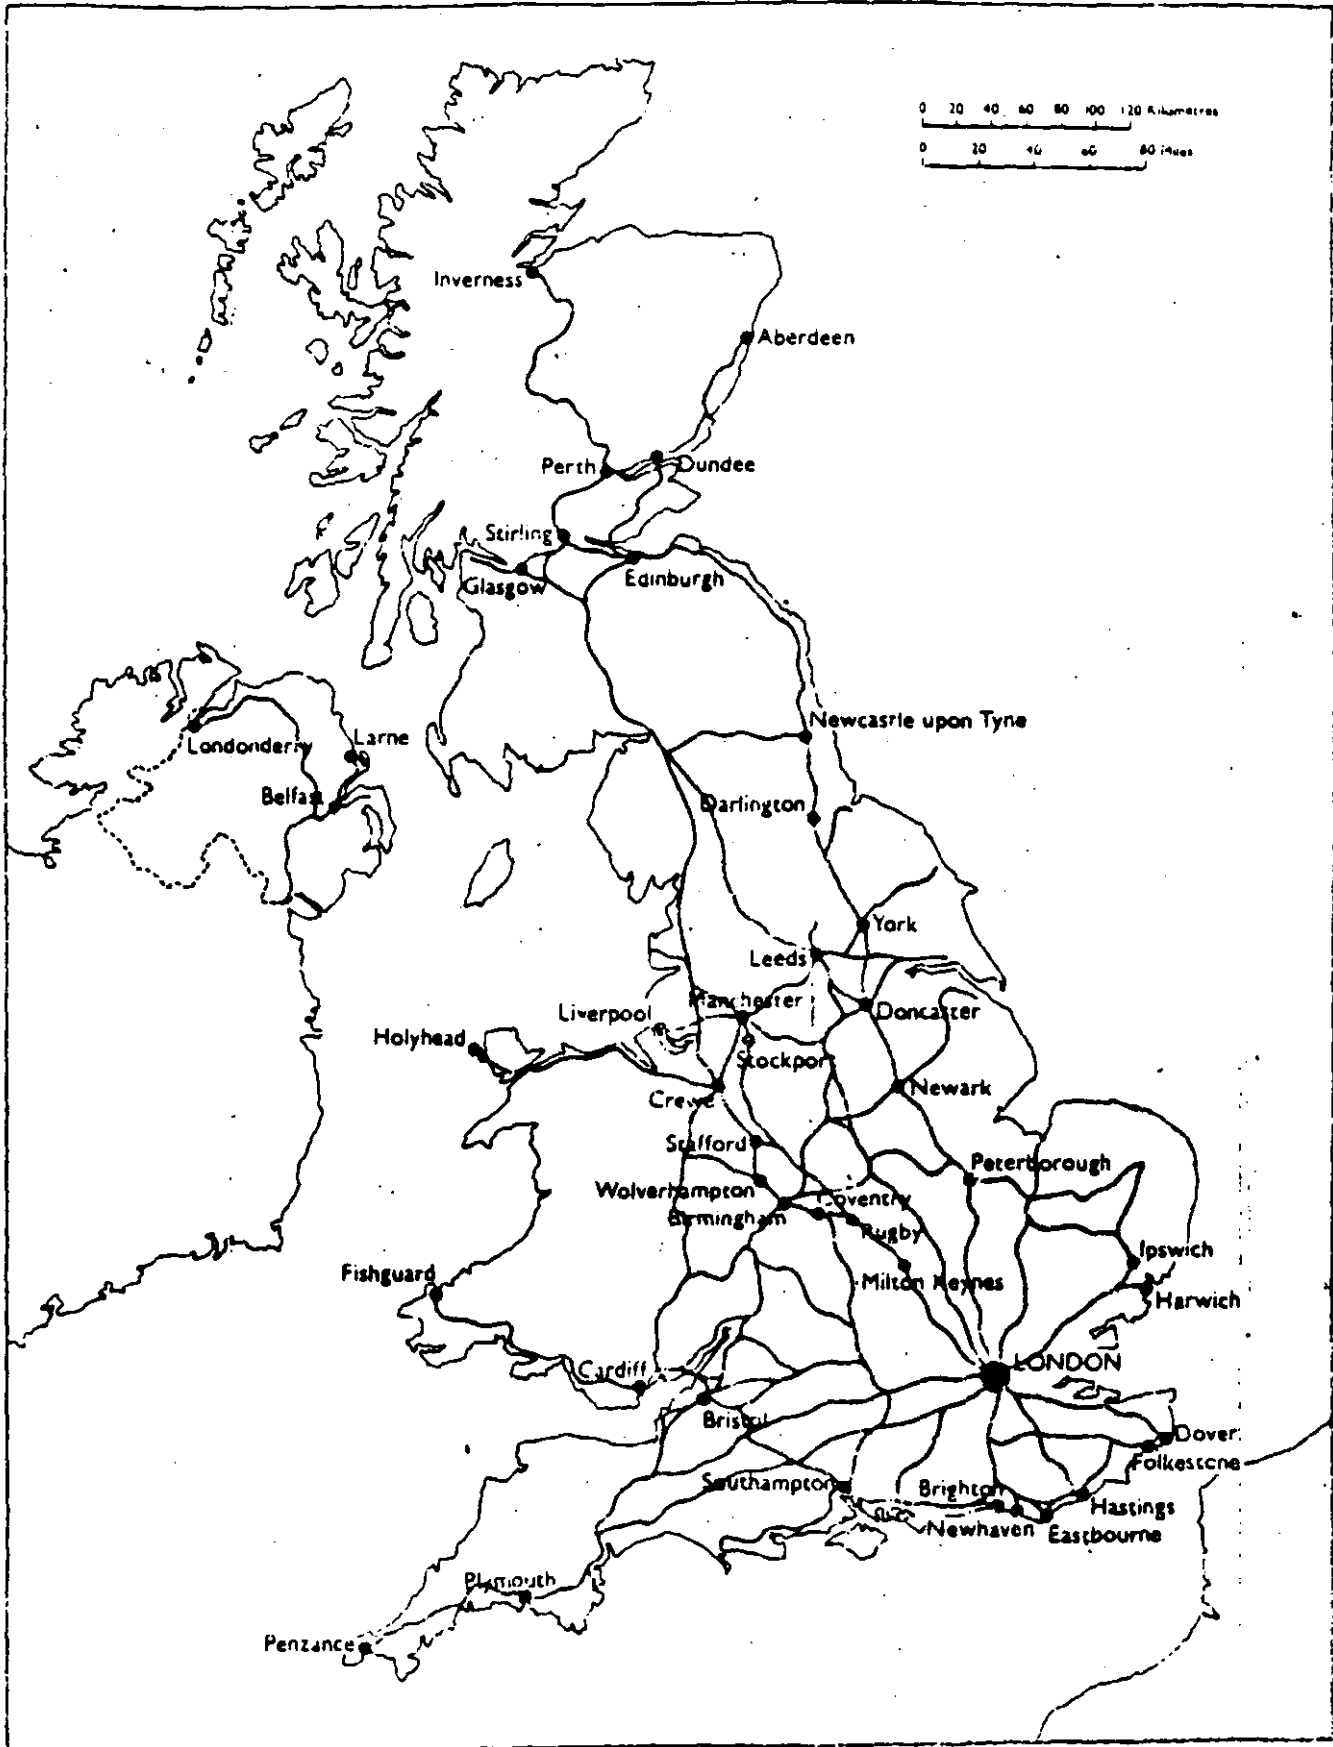 0 20 40 60 80 100 120 Kilometres
0 20 40 60 80 Miles
Inverness
Aberdeen
Perth
Dundee
Stirling
Glasgow
Edinburgh
Newcastle upon Tyne
Londonderry
Larne
Belfast
Darlington
York
Leeds
Manchester
Liverpool
Doncaster
Holyhead
Stockport
Crewe
Newark
Stafford
Peterborough
Wolverhampton
Coventry
Birmingham
Rugby
Ipswich
Fishguard
Milton Keynes
Harwich
LONDON
Cardiff
Bristol
Dover
Folkestone
Southampton
Brighton
Hastings
Newhaven
Eastbourne
Plymouth
Penzance